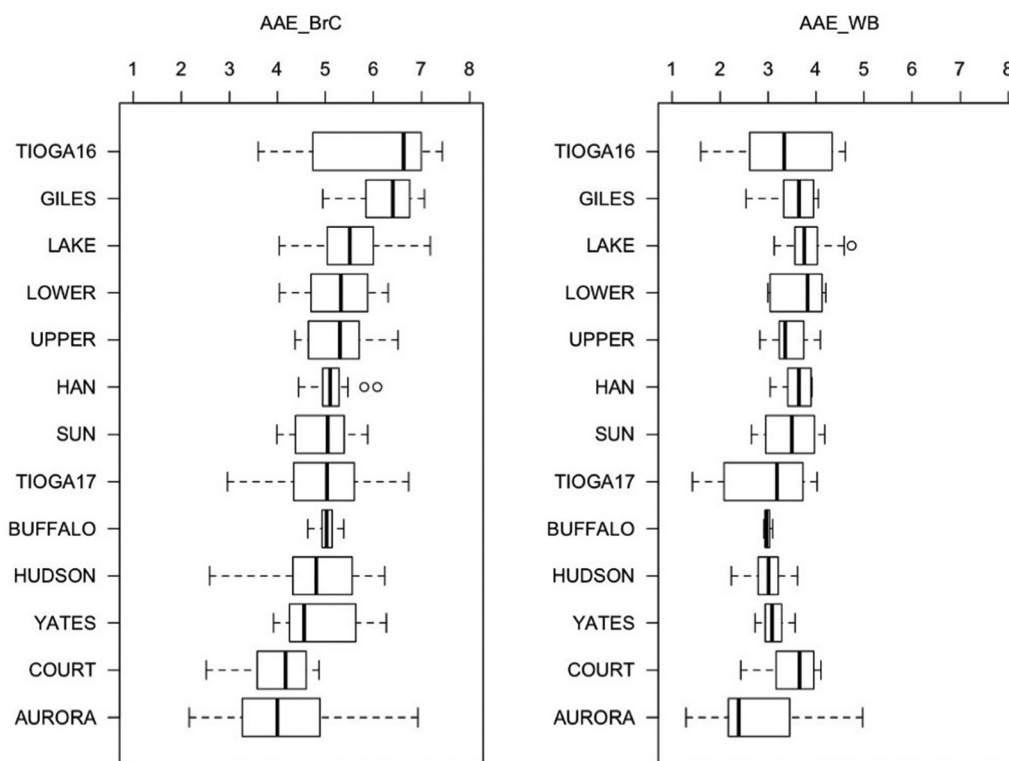 AAE_BrC
1 2 3 4 5 6 7 8
TIOGA16
GILES
LAKE
LOWER
UPPER
HAN
SUN
TIOGA17
BUFFALO
HUDSON
YATES
COURT
AURORA
AAE_WB
1 2 3 4 5 6 7 8
TIOGA16
GILES
LAKE
LOWER
UPPER
HAN
SUN
TIOGA17
BUFFALO
HUDSON
YATES
COURT
AURORA